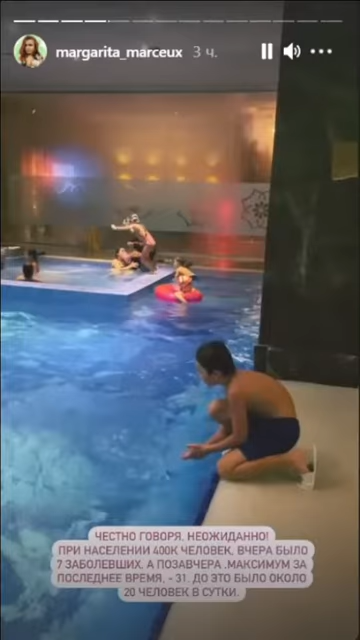 margarita_marceux 3 ч.
ЧЕСТНО ГОВОРЯ, НЕОЖИДАННО!
ПРИ НАСЕЛЕНИИ 400К ЧЕЛОВЕК, ВЧЕРА БЫЛО
7 ЗАБОЛЕВШИХ, А ПОЗАВЧЕРА .МАКСИМУМ ЗА
ПОСЛЕДНЕЕ ВРЕМЯ, - 31. ДО ЭТО БЫЛО ОКОЛО
20 ЧЕЛОВЕК В СУТКИ.